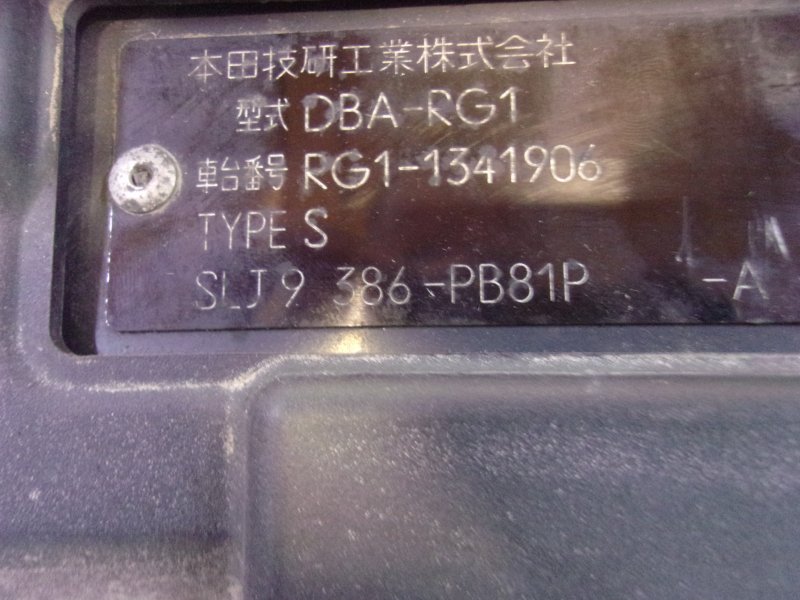 本田技研工業株式会社
型式 DBA-RG1
車台番号 RG1-1341906
TYPE S
SLJ9 386-PB81P -A